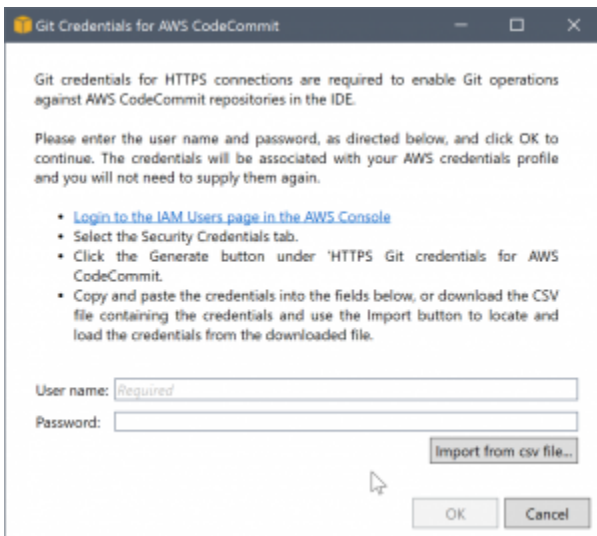 Git Credentials for AWS CodeCommit
Git credentials for HTTPS connections are required to enable Git operations
against AWS CodeCommit repositories in the IDE.
Please enter the user name and password, as directed below, and click OK to
continue. The credentials will be associated with your AWS credentials profile
and you will not need to supply them again.
• Login to the IAM Users page in the AWS Console
• Select the Security Credentials tab.
• Click the Generate button under 'HTTPS Git credentials for AWS
CodeCommit.
• Copy and paste the credentials into the fields below, or download the CSV
file containing the credentials and use the Import button to locate and
load the credentials from the downloaded file.
User name: Required
Password:
Import from csv file...
OK Cancel